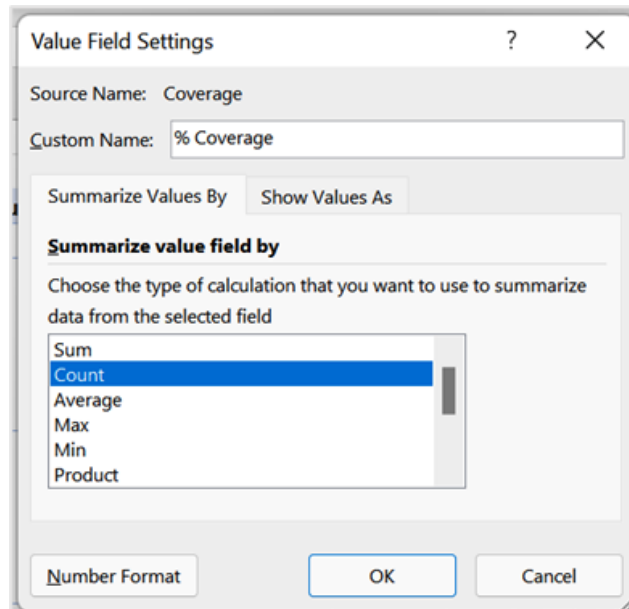 Value Field Settings ? ✕
Source Name: Coverage
Custom Name: % Coverage
Summarize Values By Show Values As
Summarize value field by
Choose the type of calculation that you want to use to summarize
data from the selected field
Sum
Count
Average
Max
Min
Product
Number Format OK Cancel